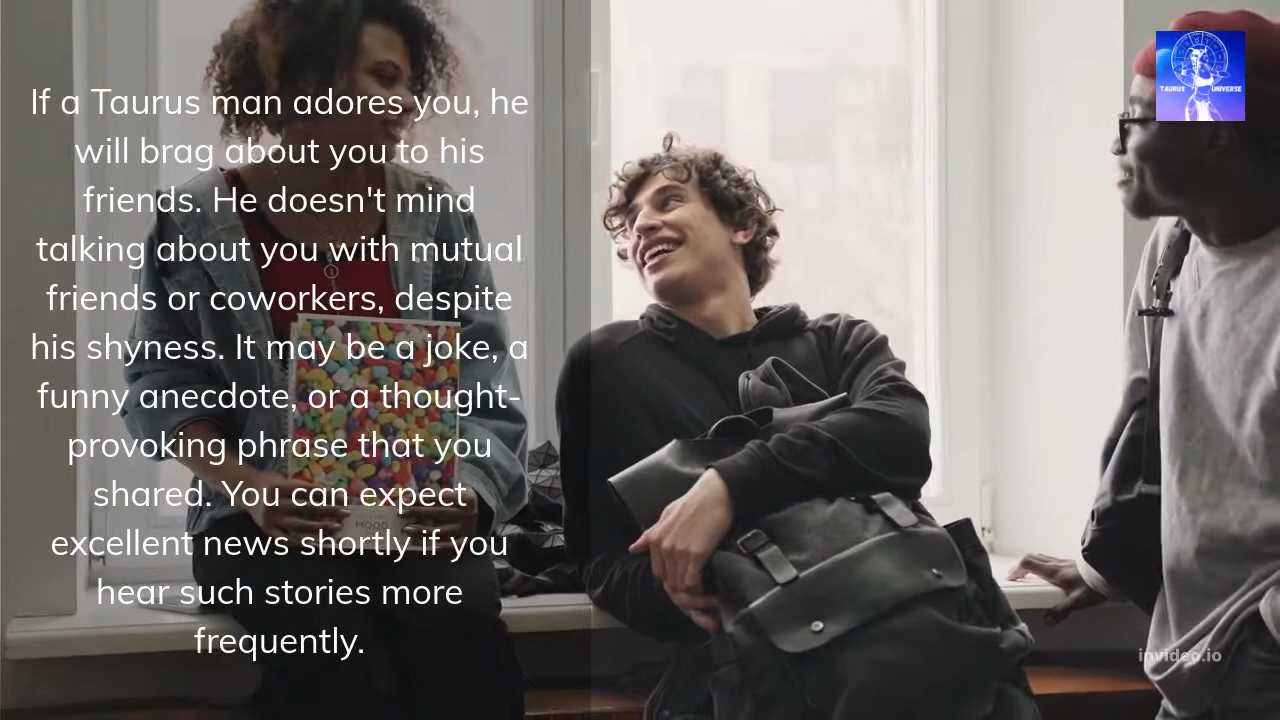 If a Taurus man adores you, he
will brag about you to his
friends. He doesn't mind
talking about you with mutual
friends or coworkers, despite
his shyness. It may be a joke, a
funny anecdote, or a thought-
provoking phrase that you
shared. You can expect
excellent news shortly if you
hear such stories more
frequently.
TAURUS UNIVERSE
MOOD
invideo.io